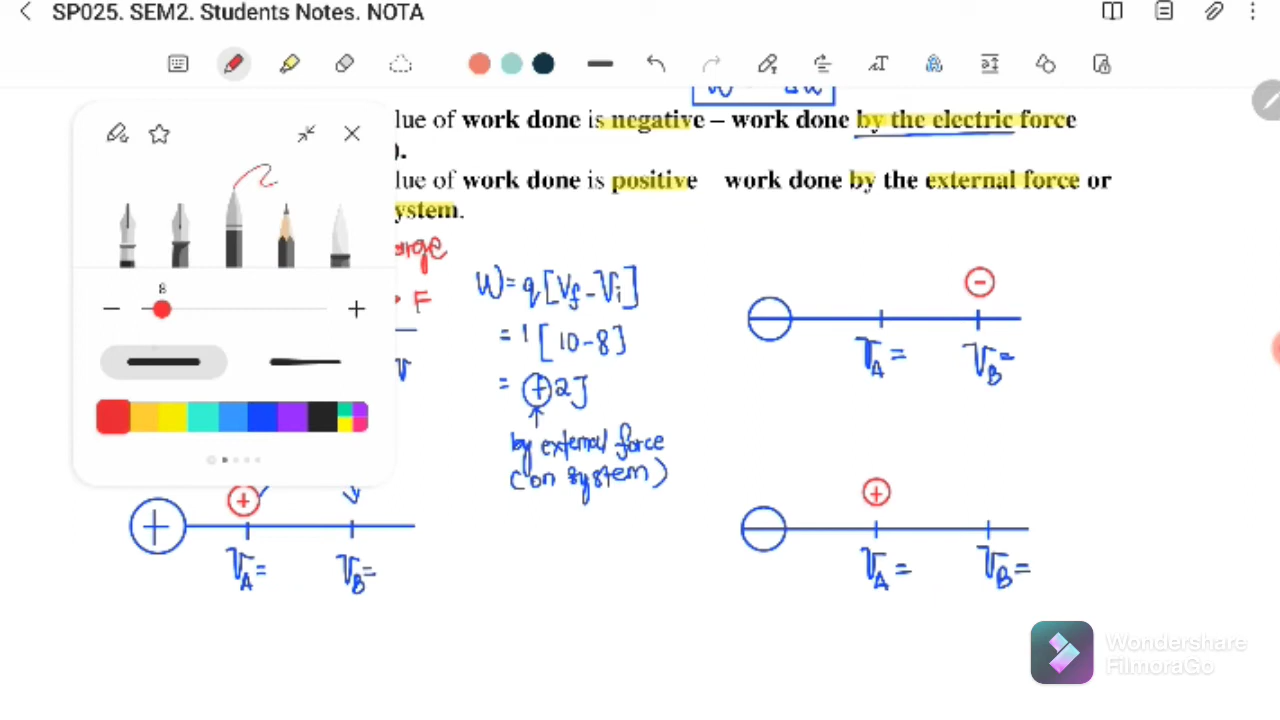 SP025. SEM2. Students Notes. NOTA
lue of work done is negative – work done by the electric force
).
lue of work done is positive work done by the external force or
ystem.
8
F
W = q[Vf - Vi]
= 1[10 - 8]
= + 2J
by external force
(on system)
+
+
VA =
VB =
-
VA =
VB =
+
VA =
VB =
Wondershare
FilmoraGo